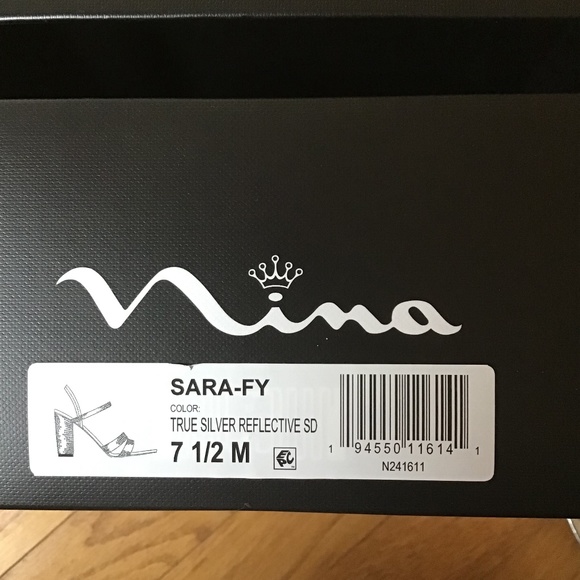 nina
SARA-FY
COLOR:
TRUE SILVER REFLECTIVE SD
7 1/2 M
1 94550 11614 1
N241611